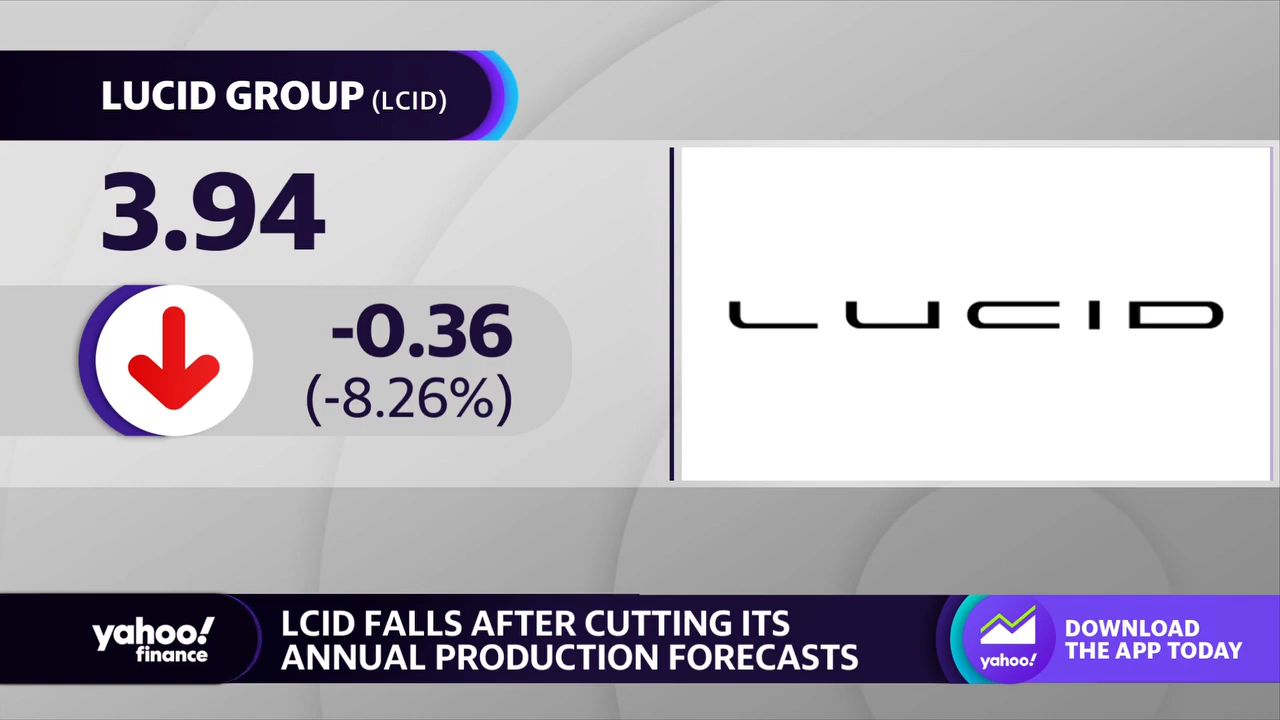 LUCID GROUP (LCID)
3.94
-0.36
(-8.26%)
LUCID
yahoo!
finance
LCID FALLS AFTER CUTTING ITS
ANNUAL PRODUCTION FORECASTS
yahoo!
DOWNLOAD
THE APP TODAY